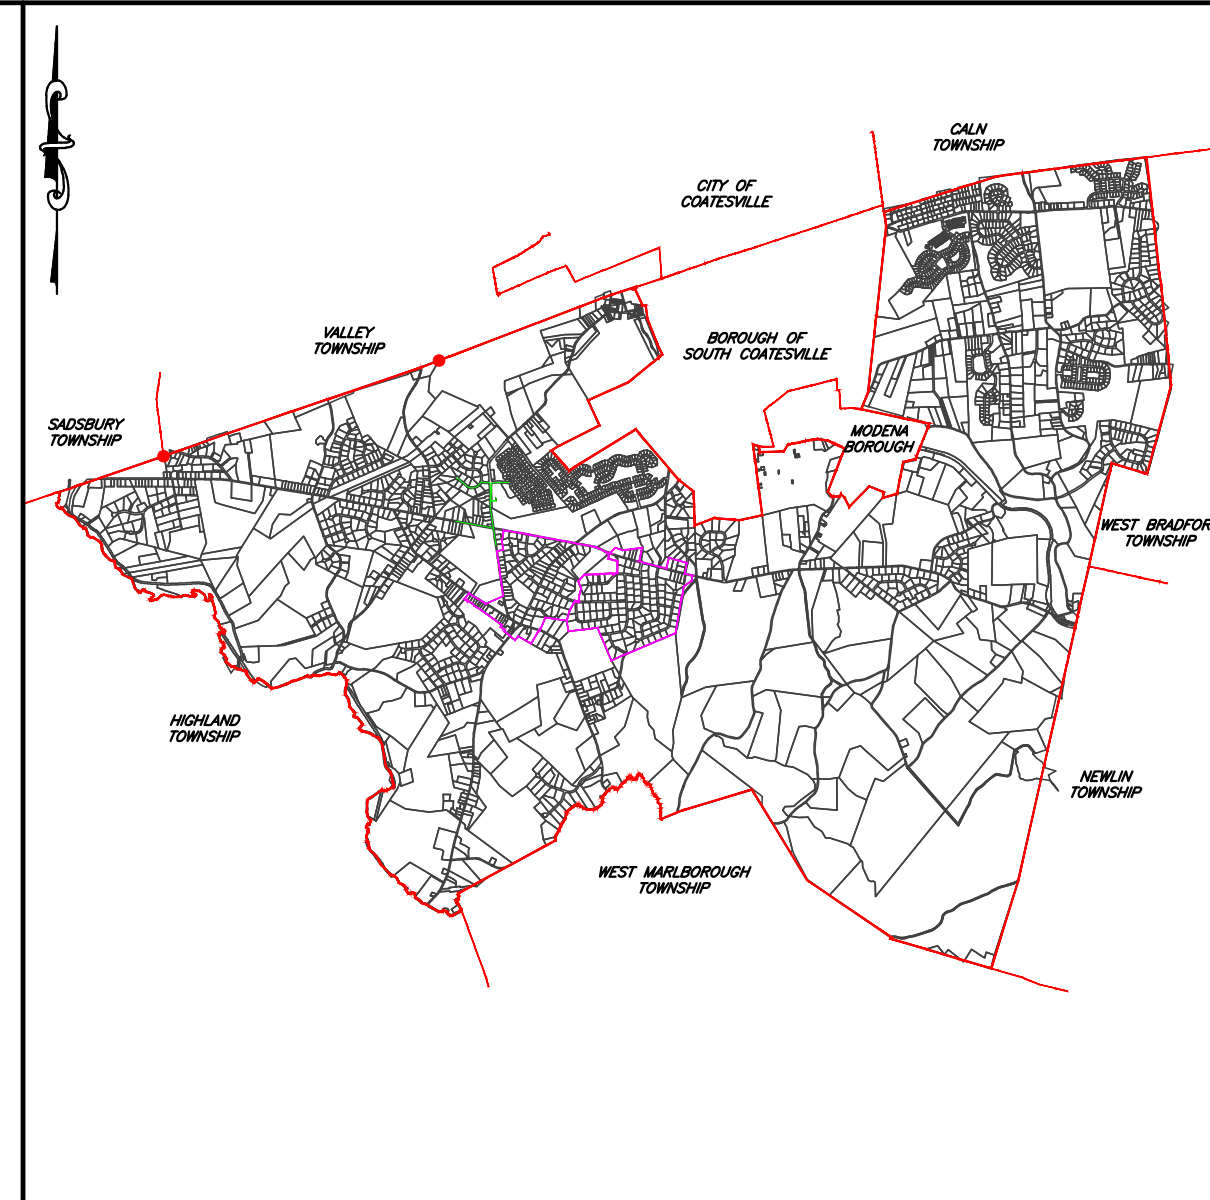 CALN
TOWNSHIP
CITY OF
COATESVILLE
VALLEY
TOWNSHIP
BOROUGH OF
SOUTH COATESVILLE
SADSBURY
TOWNSHIP
MODENA
BOROUGH
WEST BRADFOR
TOWNSHIP
HIGHLAND
TOWNSHIP
NEWLIN
TOWNSHIP
WEST MARLBOROUGH
TOWNSHIP